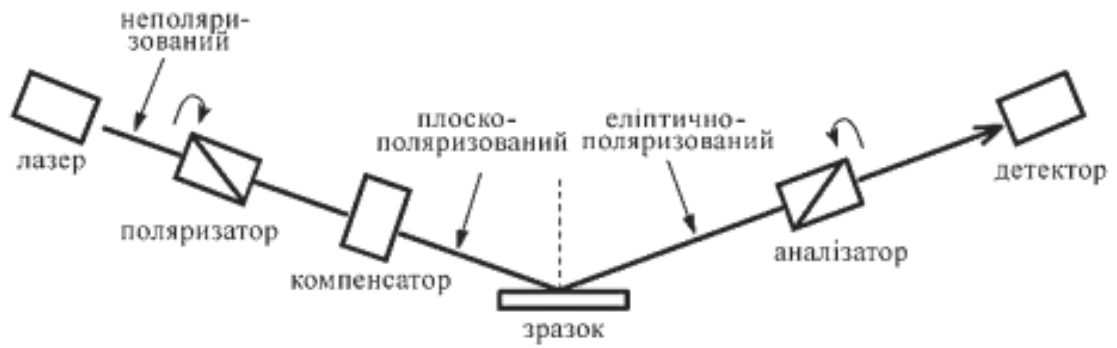 неполяри-
зований
лазер
поляризатор
компенсатор
плоско-
поляризований
зразок
еліптично-
поляризований
аналізатор
детектор